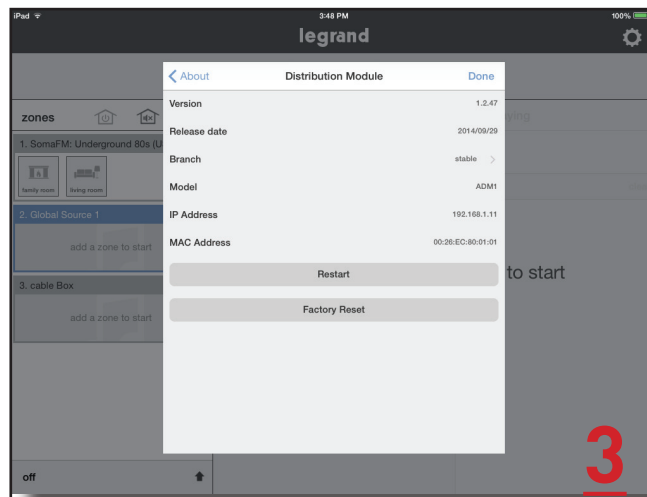 iPad 3:48 PM 100%
legrand
About Distribution Module Done
Version 1.2.47
Release date 2014/09/29
Branch stable
Model ADM1
IP Address 192.168.1.11
MAC Address 00:26:EC:80:01:01
Restart
Factory Reset
zones
1. SomaFM: Underground 80s (U
family room living room
2. Global Source 1
add a zone to start
3. cable Box
add a zone to start
off
ying
to start
3